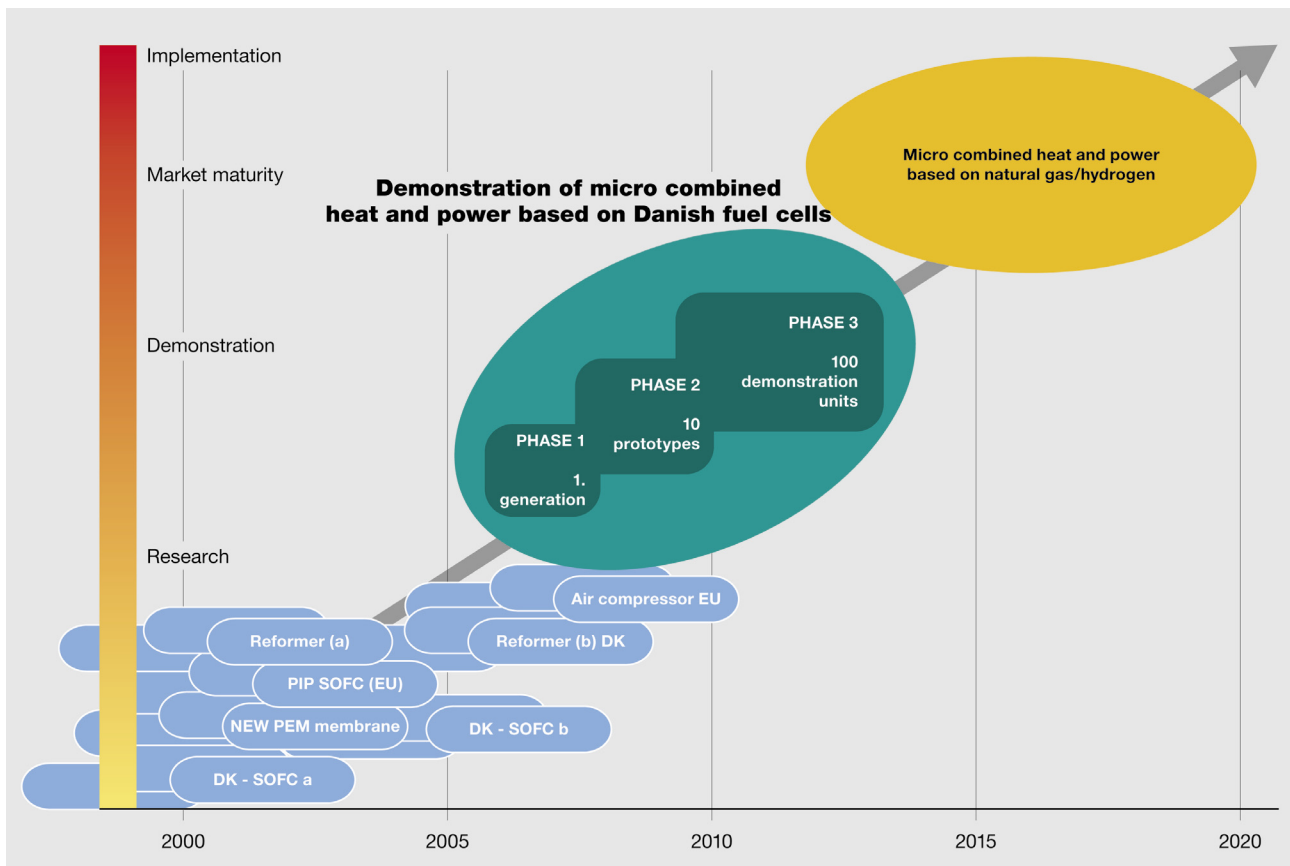 Implementation
Market maturity
Demonstration
Research
Demonstration of micro combined
heat and power based on Danish fuel cells
Micro combined heat and power
based on natural gas/hydrogen
PHASE 3
100
demonstration
units
PHASE 2
10
prototypes
PHASE 1
1.
generation
Air compressor EU
Reformer (a)
Reformer (b) DK
PIP SOFC (EU)
NEW PEM membrane
DK - SOFC b
DK - SOFC a
2000
2005
2010
2015
2020